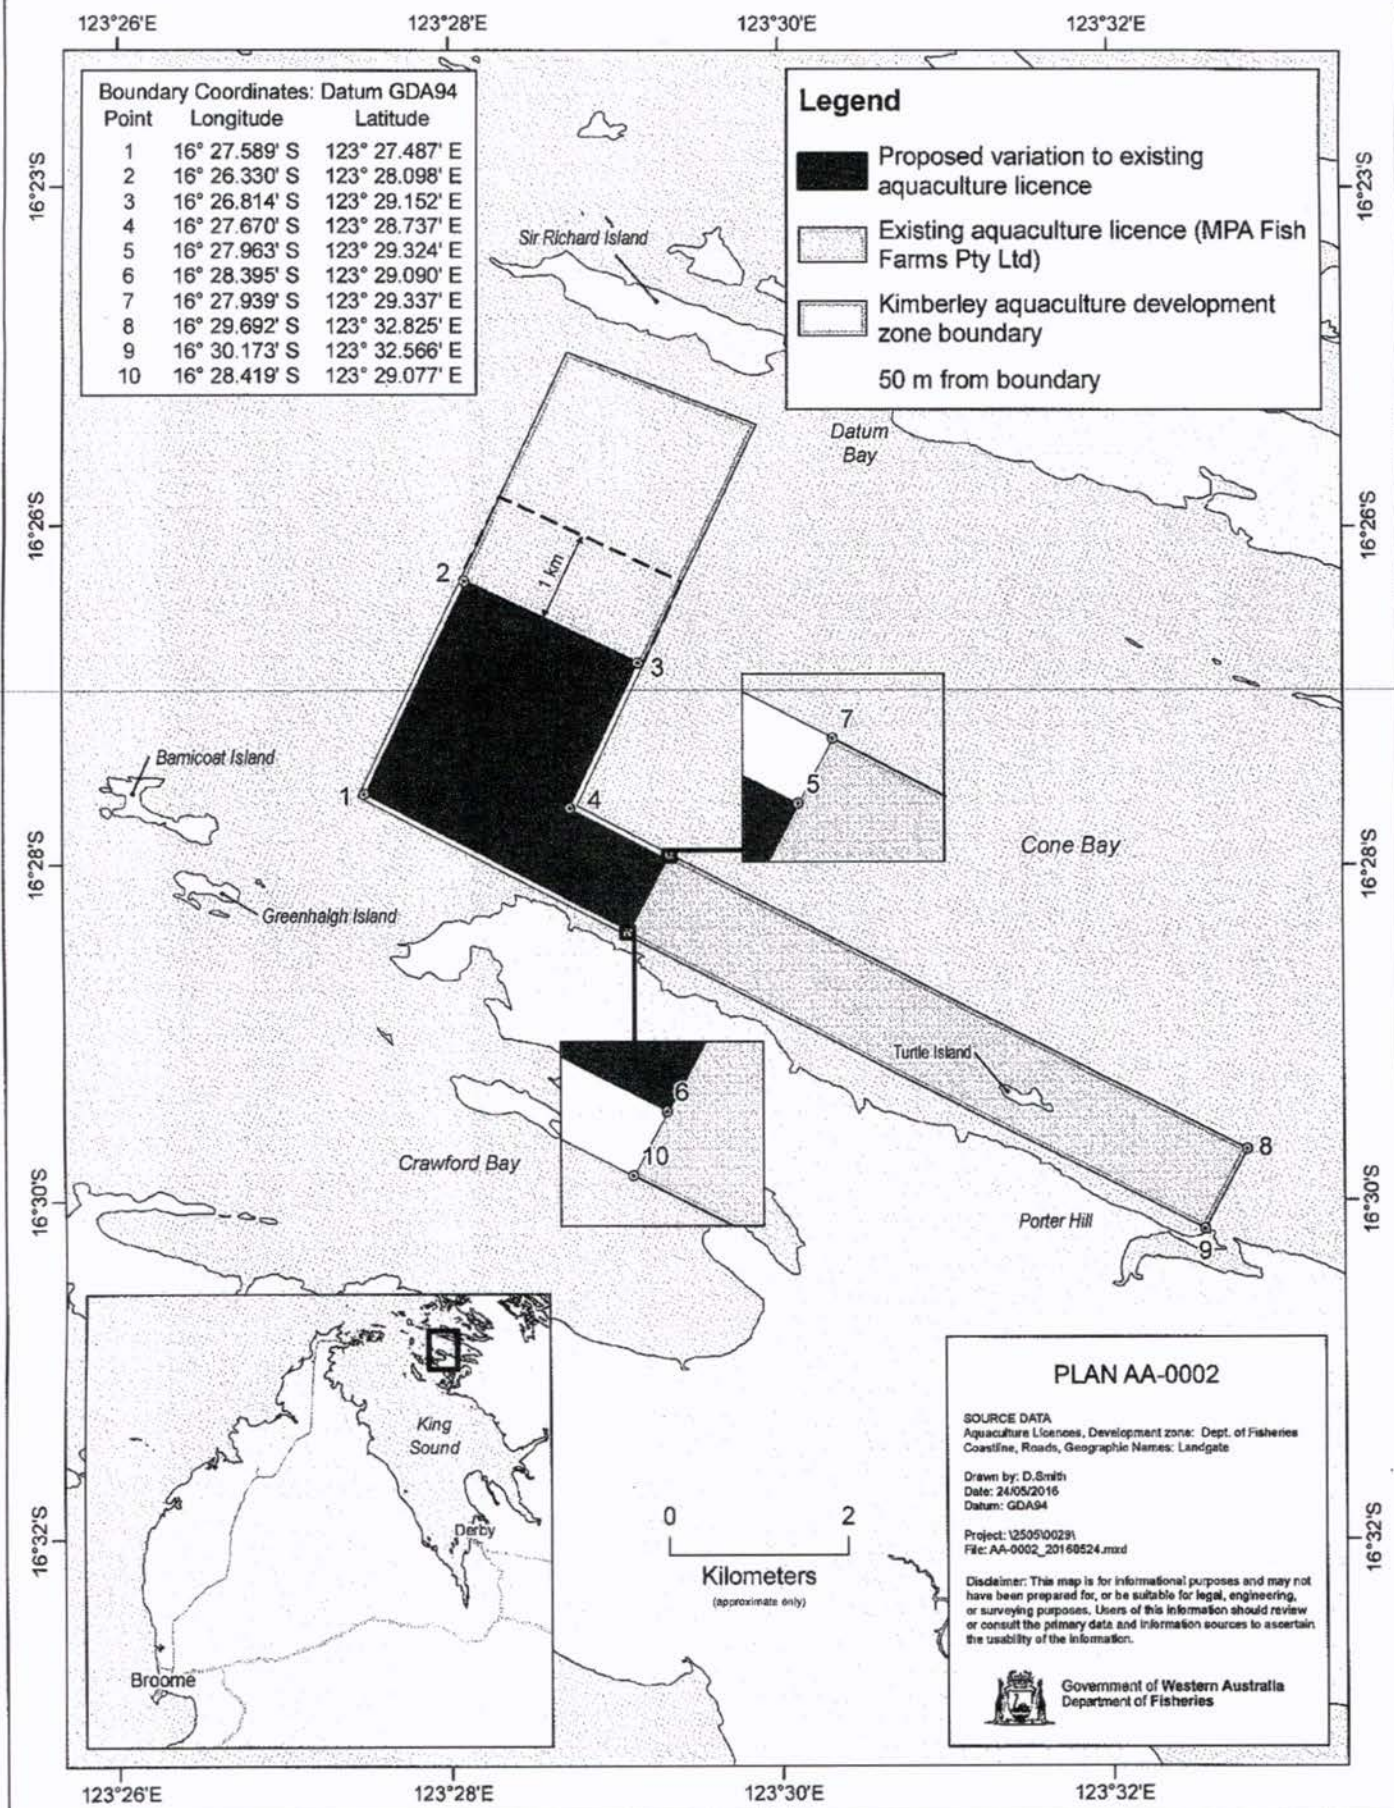 123°26'E 123°28'E 123°30'E 123°32'E
Boundary Coordinates: Datum GDA94
Point Longitude Latitude
1 16° 27.589' S 123° 27.487' E
2 16° 26.330' S 123° 28.098' E
3 16° 26.814' S 123° 29.152' E
4 16° 27.670' S 123° 28.737' E
5 16° 27.963' S 123° 29.324' E
6 16° 28.395' S 123° 29.090' E
7 16° 27.939' S 123° 29.337' E
8 16° 29.692' S 123° 32.825' E
9 16° 30.173' S 123° 32.566' E
10 16° 28.419' S 123° 29.077' E
Legend
Proposed variation to existing
aquaculture licence
Existing aquaculture licence (MPA Fish
Farms Pty Ltd)
Kimberley aquaculture development
zone boundary
50 m from boundary
16°23'S
16°23'S
Sir Richard Island
Datum
Bay
16°26'S
16°26'S
2
1 km
3
7
5
Barnicoat Island
1
4
Cone Bay
16°28'S
16°28'S
Greenhalgh Island
Turtle Island
6
10
8
Crawford Bay
16°30'S
16°30'S
Porter Hill
9
King
Sound
Derby
Broome
0 2
Kilometers
(approximate only)
16°32'S
16°32'S
PLAN AA-0002
SOURCE DATA
Aquaculture Licences, Development zone: Dept. of Fisheries
Coastline, Roads, Geographic Names: Landgate
Drawn by: D.Smith
Date: 24/05/2016
Datum: GDA94
Project: \2505\0029\
File: AA-0002_20160524.mxd
Disclaimer: This map is for informational purposes and may not
have been prepared for, or be suitable for legal, engineering,
or surveying purposes. Users of this information should review
or consult the primary data and information sources to ascertain
the usability of the information.
Government of Western Australia
Department of Fisheries
123°26'E 123°28'E 123°30'E 123°32'E